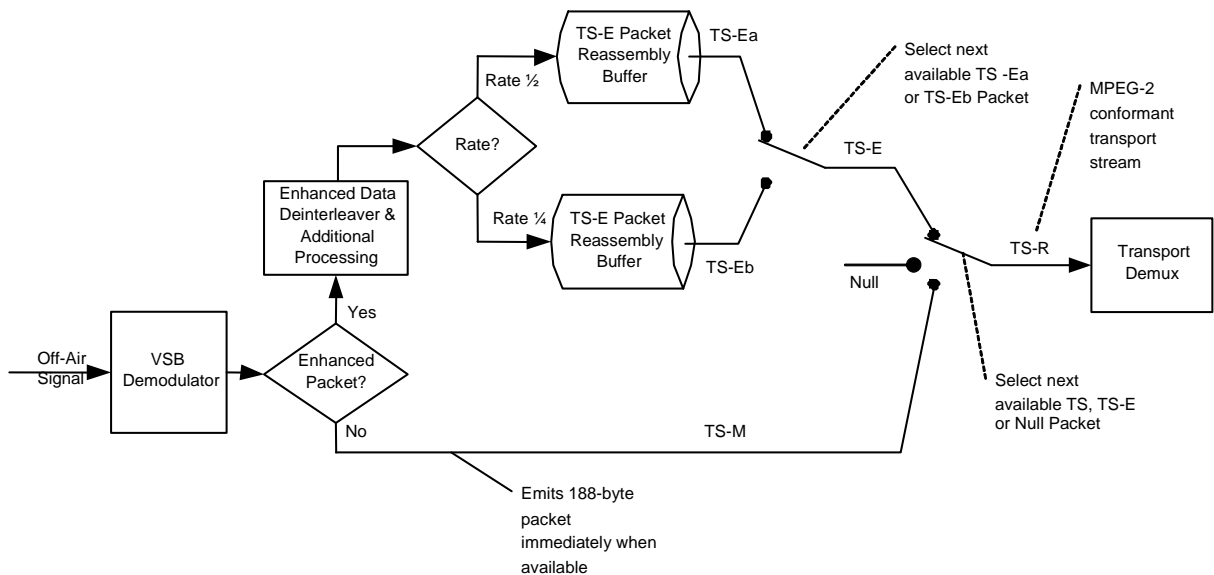 TS-E Packet
Reassembly
Buffer
TS-Ea
Select next
available TS -Ea
or TS-Eb Packet
Rate ½
MPEG-2
conformant
transport
stream
Rate?
TS-E
Enhanced Data
Deinterleaver &
Additional
Processing
Rate ¼
TS-E Packet
Reassembly
Buffer
TS-Eb
TS-R
Transport
Demux
Null
Yes
Off-Air
Signal
VSB
Demodulator
Enhanced
Packet?
Select next
available TS, TS-E
or Null Packet
No
TS-M
Emits 188-byte
packet
immediately when
available